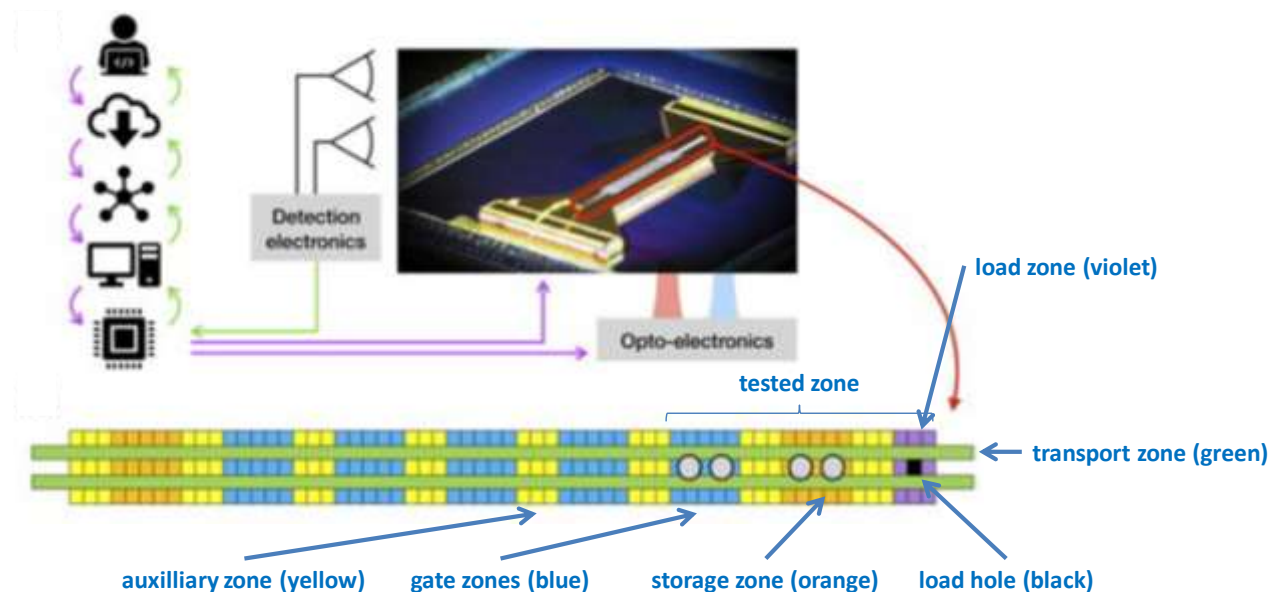 Detection
electronics
load zone (violet)
Opto-electronics
tested zone
transport zone (green)
auxilliary zone (yellow)
gate zones (blue)
storage zone (orange)
load hole (black)